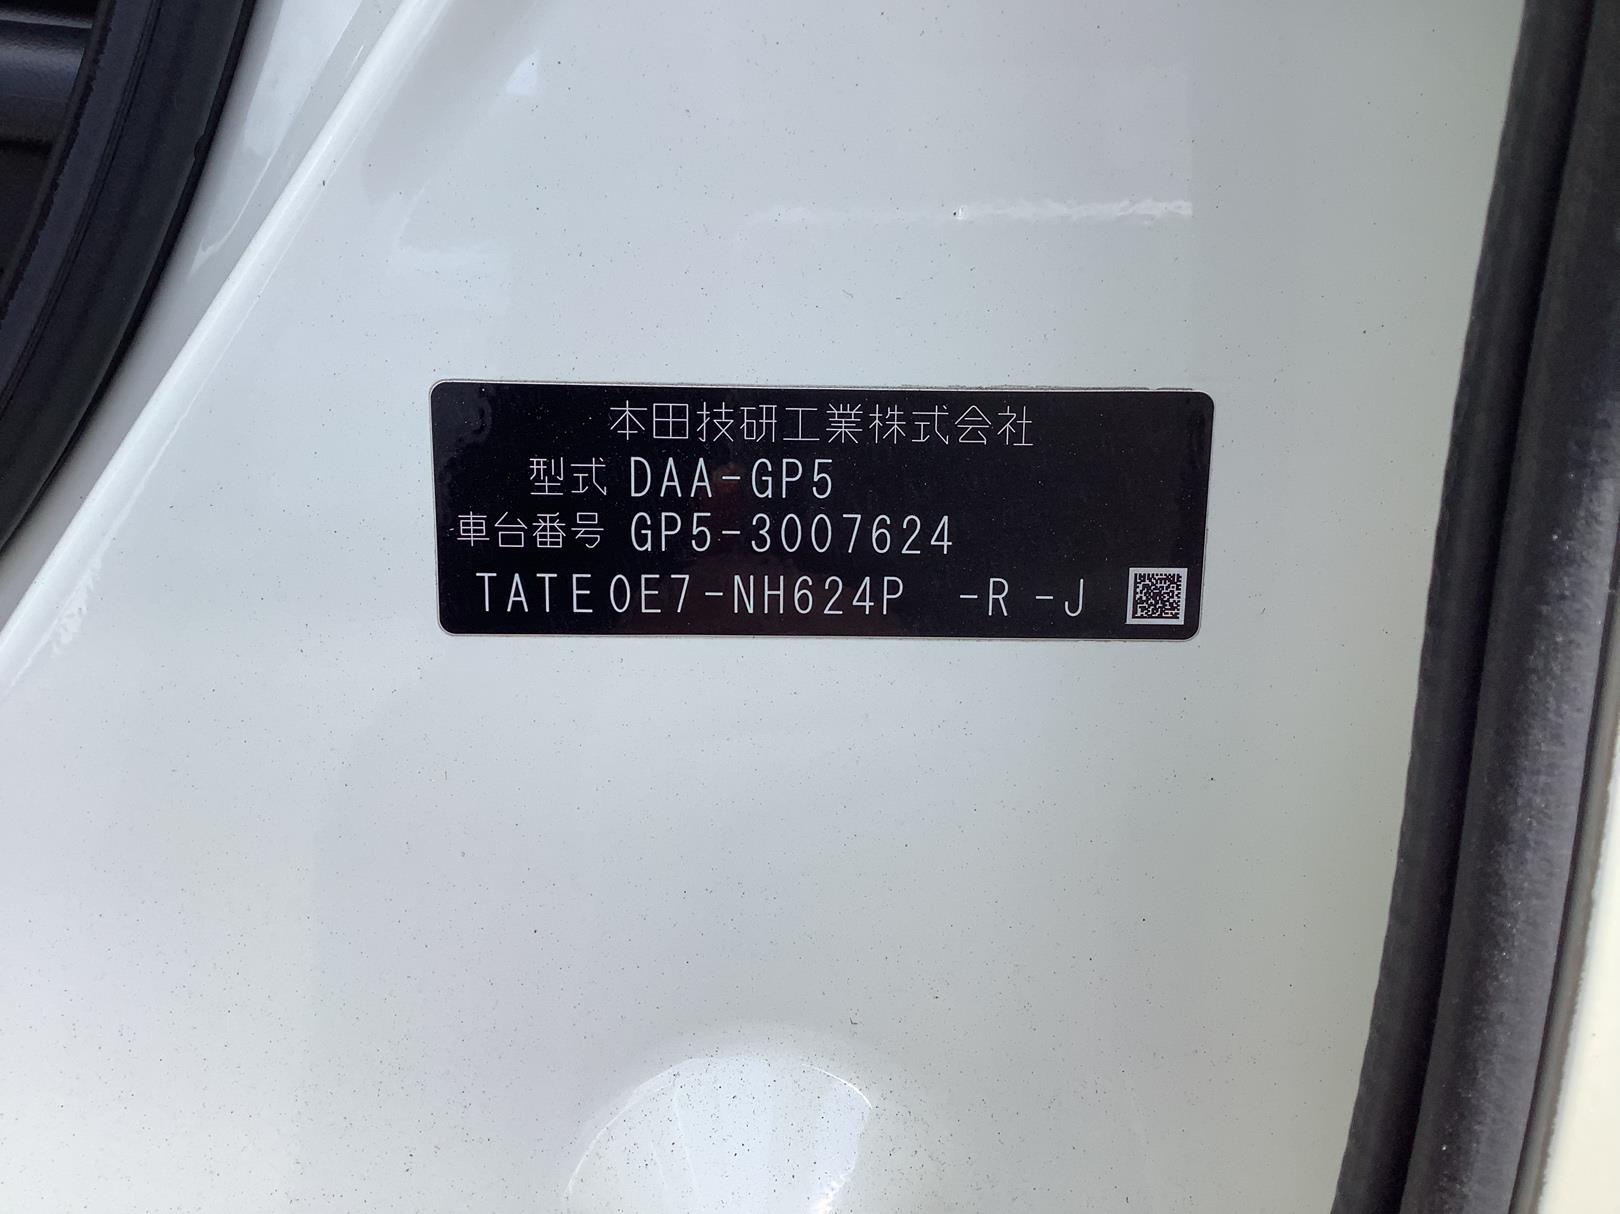 本田技研工業株式会社
型式 DAA-GP5
車台番号 GP5-3007624
TATE0E7-NH624P -R -J